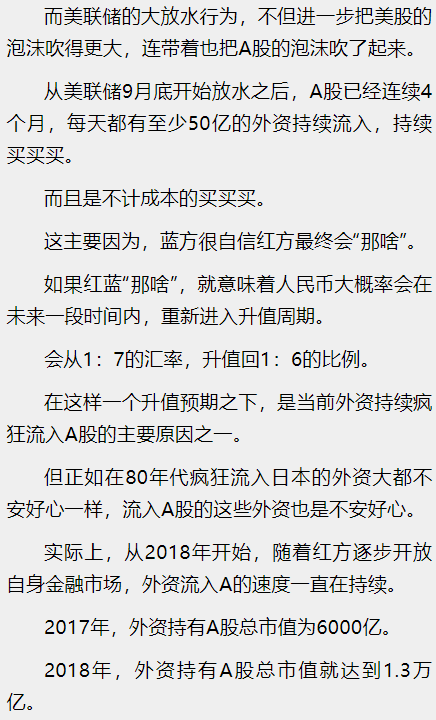 而美联储的大放水行为，不但进一步把美股的
泡沫吹得更大，连带着也把A股的泡沫吹了起来。
从美联储9月底开始放水之后，A股已经连续4
个月，每天都有至少50亿的外资持续流入，持续
买买买。
而且是不计成本的买买买。
这主要因为，蓝方很自信红方最终会“那啥”。
如果红蓝“那啥”，就意味着人民币大概率会在
未来一段时间内，重新进入升值周期。
会从1：7的汇率，升值回1：6的比例。
在这样一个升值预期之下，是当前外资持续疯
狂流入A股的主要原因之一。
但正如在80年代疯狂流入日本的外资大都不
安好心一样，流入A股的这些外资也是不安好心。
实际上，从2018年开始，随着红方逐步开放
自身金融市场，外资流入A的速度一直在持续。
2017年，外资持有A股总市值为6000亿。
2018年，外资持有A股总市值就达到1.3万
亿。